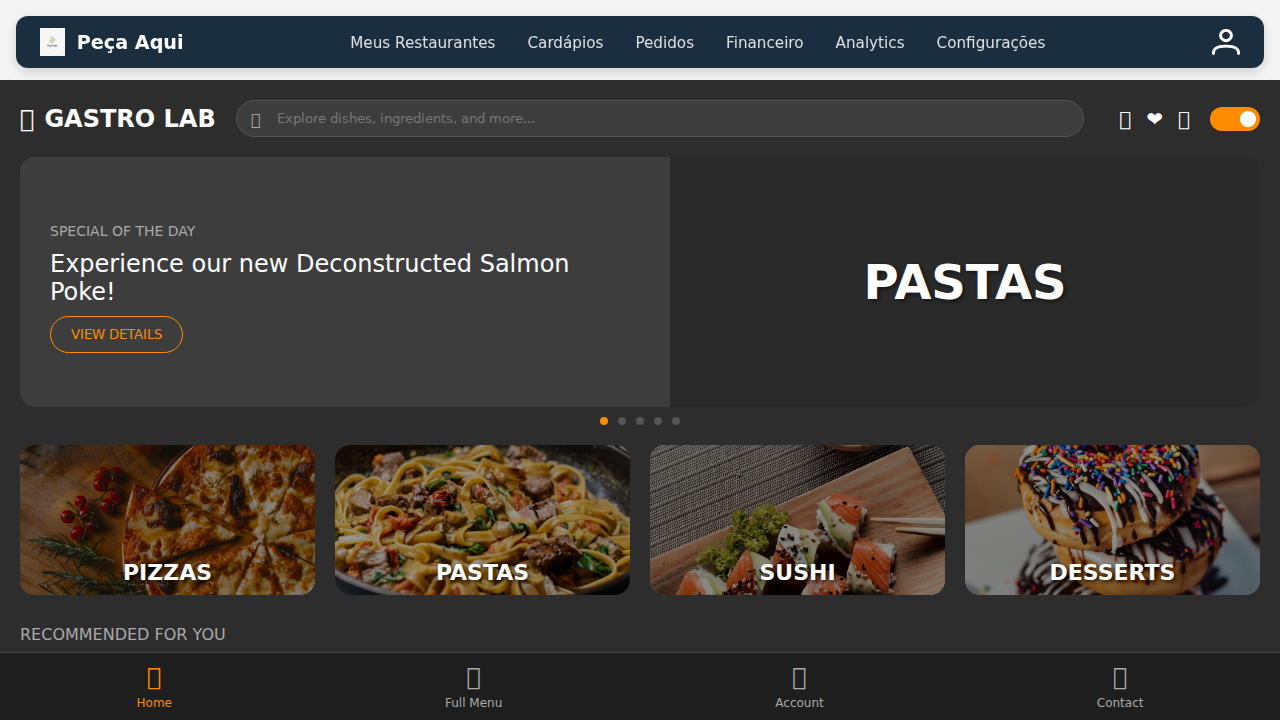 Peça Aqui
Meus Restaurantes
Cardápios
Pedidos
Financeiro
Analytics
Configurações
GASTRO LAB
Explore dishes, ingredients, and more...
SPECIAL OF THE DAY
Experience our new Deconstructed Salmon
Poke!
VIEW DETAILS
PASTAS
PIZZAS
PASTAS
SUSHI
DESSERTS
RECOMMENDED FOR YOU
Home
Full Menu
Account
Contact